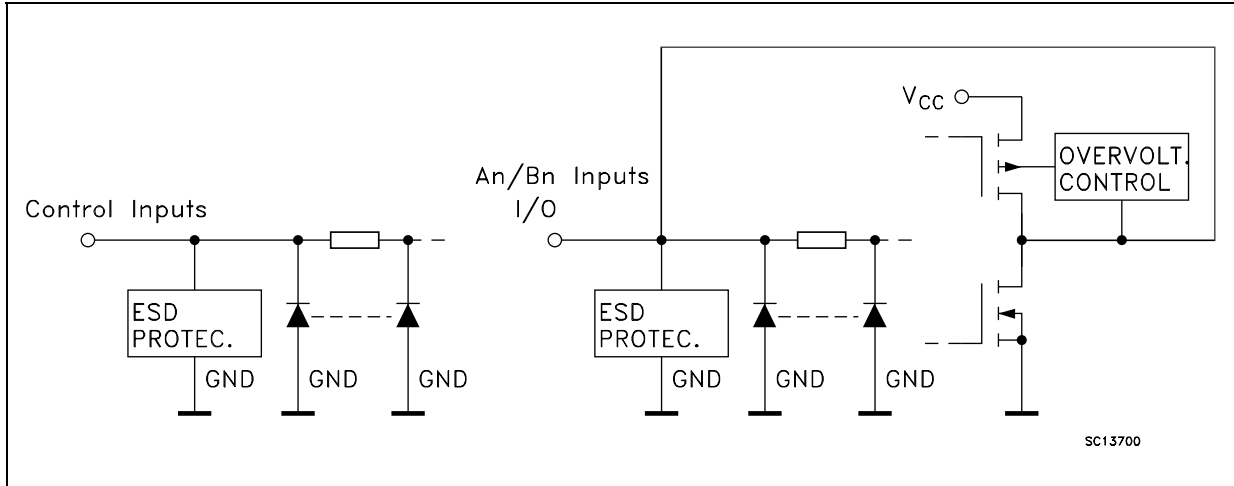 Control Inputs
ESD
PROTEC.
GND
GND
GND
An/Bn Inputs
I/O
ESD
PROTEC.
GND
GND
GND
VCC
OVERVOLT.
CONTROL
SC13700